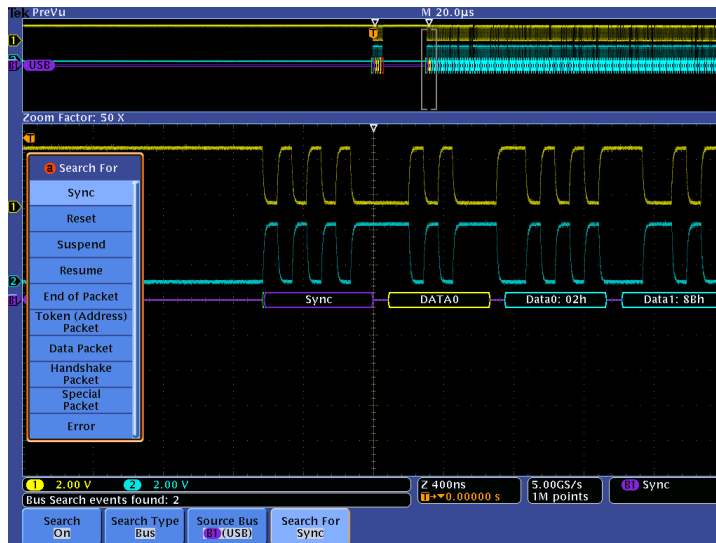 Tek PreVu M 20.0μs
T
1
2
B1 USB
Zoom Factor: 50 X
T
a Search For
Sync
Reset
Suspend
Resume
End of Packet
Token (Address)
Packet
Data Packet
Handshake
Packet
Special
Packet
Error
1
2
B1
Sync DATA0 Data0: 02h Data1: 8Bh
1 2.00 V 2 2.00 V
Bus Search events found: 2
Z 400ns
T→▼0.00000 s
5.00GS/s
1M points
B1 Sync
Search
On
Search Type
Bus
Source Bus
B1 (USB)
Search For
Sync